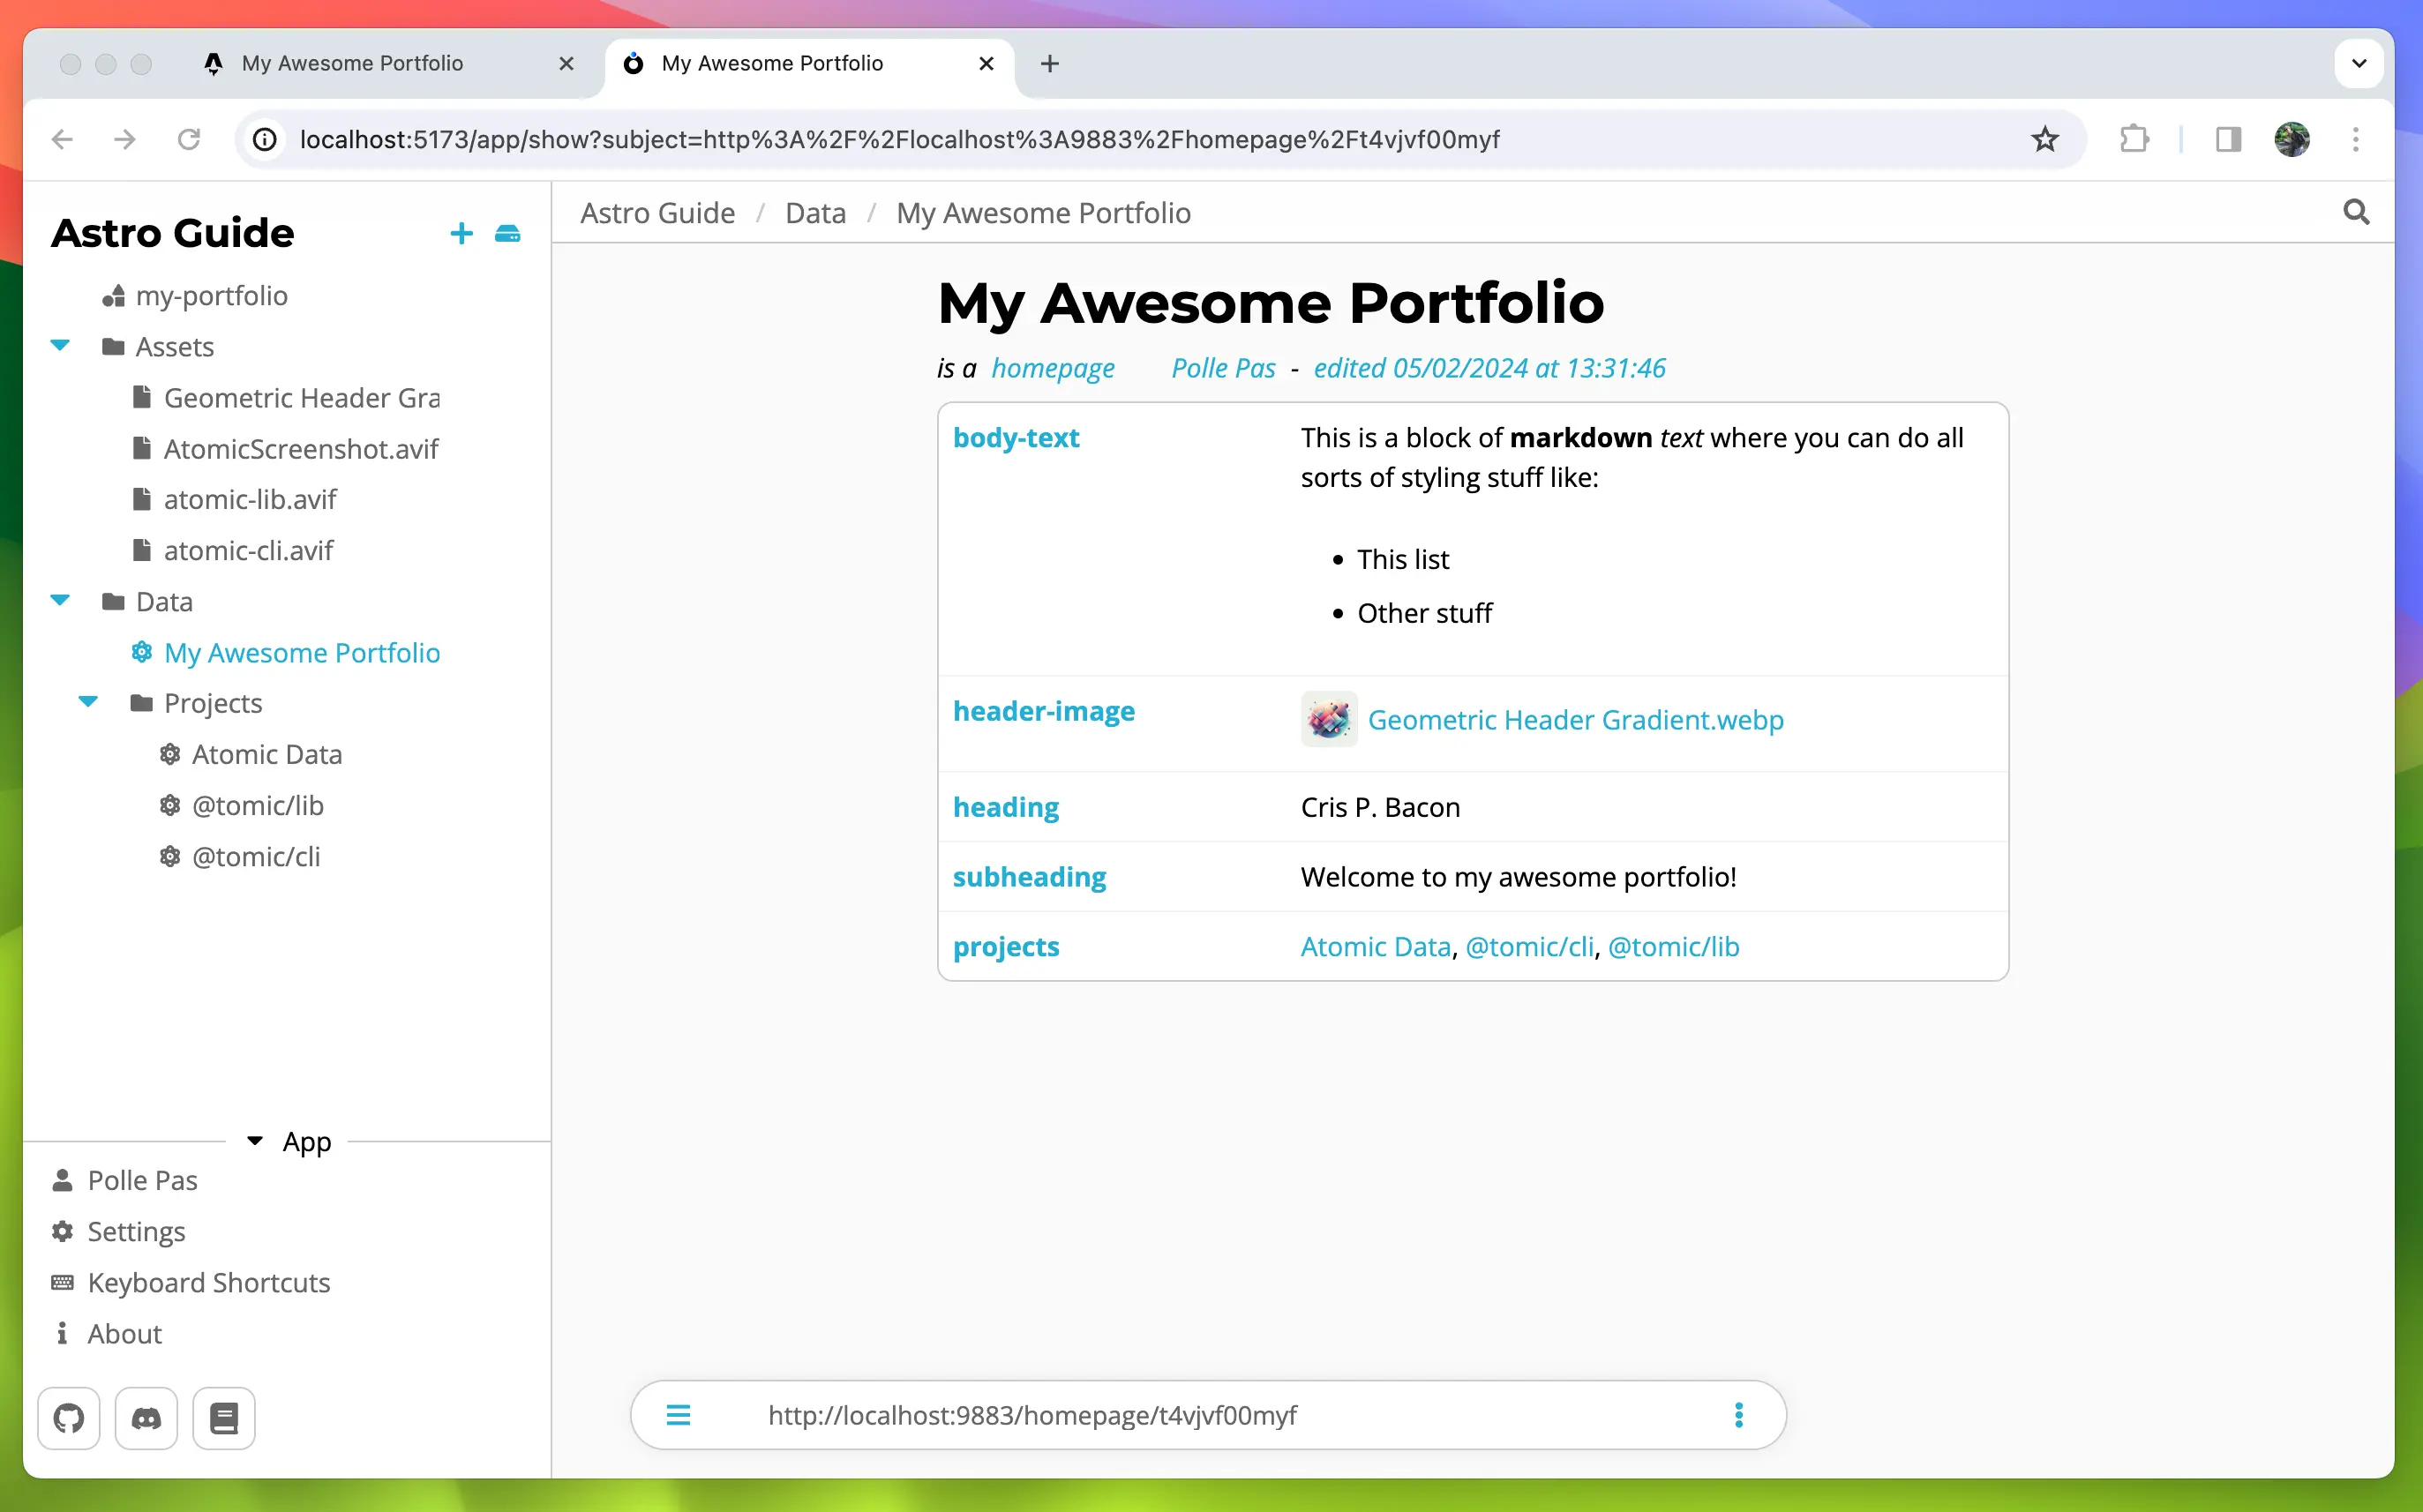 My Awesome Portfolio
My Awesome Portfolio
localhost:5173/app/show?subject=http%3A%2F%2Flocalhost%3A9883%2Fhomepage%2Ft4vjvf00myf
Astro Guide
my-portfolio
Assets
Geometric Header Gra
AtomicScreenshot.avif
atomic-lib.avif
atomic-cli.avif
Data
My Awesome Portfolio
Projects
Atomic Data
@tomic/lib
@tomic/cli
App
Polle Pas
Settings
Keyboard Shortcuts
About
Astro Guide / Data / My Awesome Portfolio
My Awesome Portfolio
is a homepage Polle Pas - edited 05/02/2024 at 13:31:46
body-text
This is a block of markdown text where you can do all
sorts of styling stuff like:
• This list
• Other stuff
header-image
Geometric Header Gradient.webp
heading
Cris P. Bacon
subheading
Welcome to my awesome portfolio!
projects
Atomic Data, @tomic/cli, @tomic/lib
http://localhost:9883/homepage/t4vjvf00myf